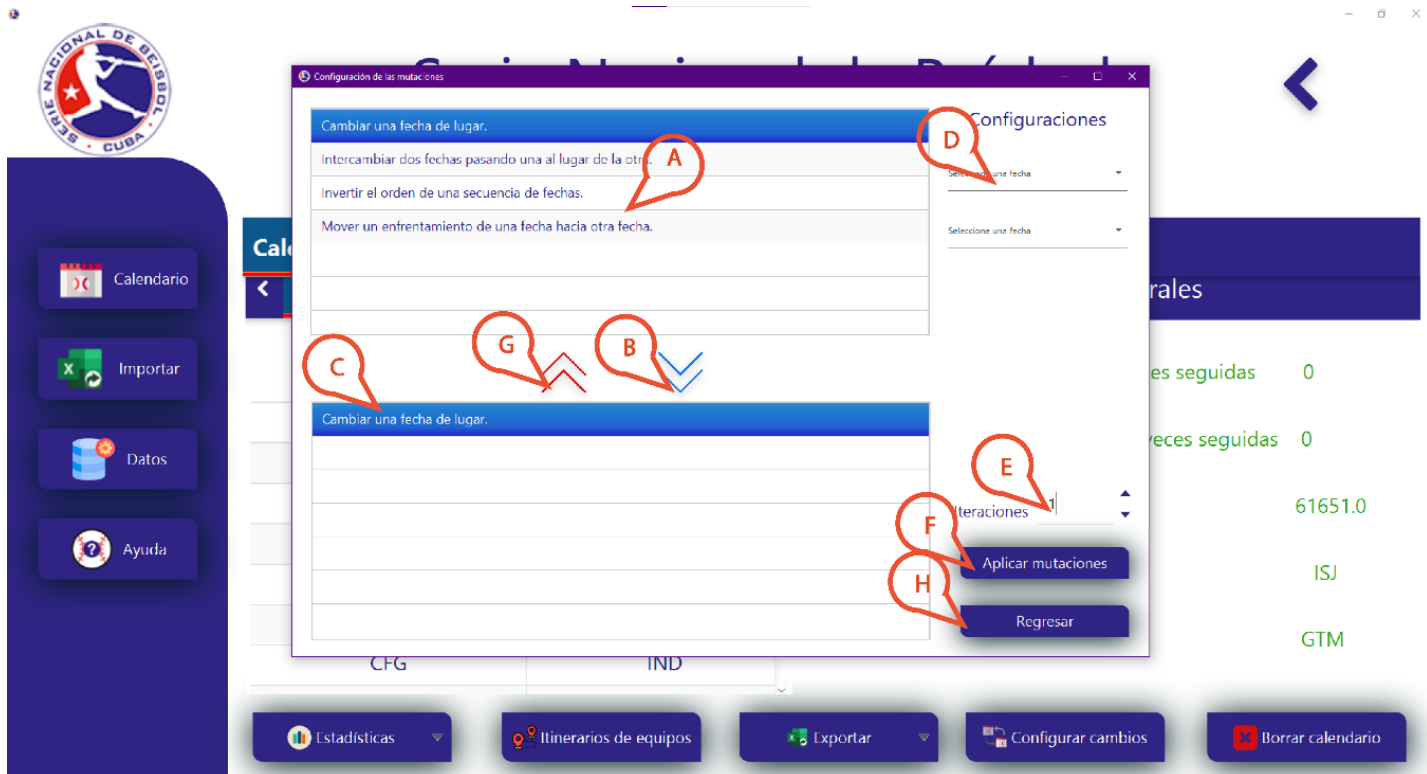 SERIE NACIONAL DE BEISBOL
CUBA
Configuración de las mutaciones
Cambiar una fecha de lugar.
Intercambiar dos fechas pasando una al lugar de la otra.
A
Invertir el orden de una secuencia de fechas.
Mover un enfrentamiento de una fecha hacia otra fecha.
Configuraciones
D
fecha
Seleccione una fecha
Calendario
Importar
Datos
Ayuda
rales
G
B
C
Cambiar una fecha de lugar.
es seguidas 0
veces seguidas 0
E
Iteraciones 1
61651.0
F
Aplicar mutaciones
ISJ
H
Regresar
GTM
CFG IND
Estadísticas
Itinerarios de equipos
Exportar
Configurar cambios
Borrar calendario